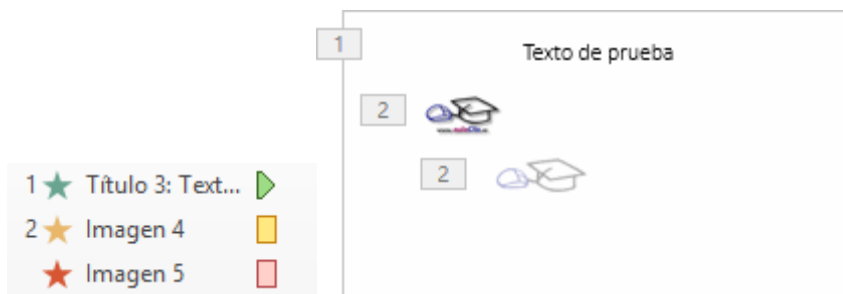 1
Texto de prueba
2
2
1 Título 3: Text...
2 Imagen 4
Imagen 5